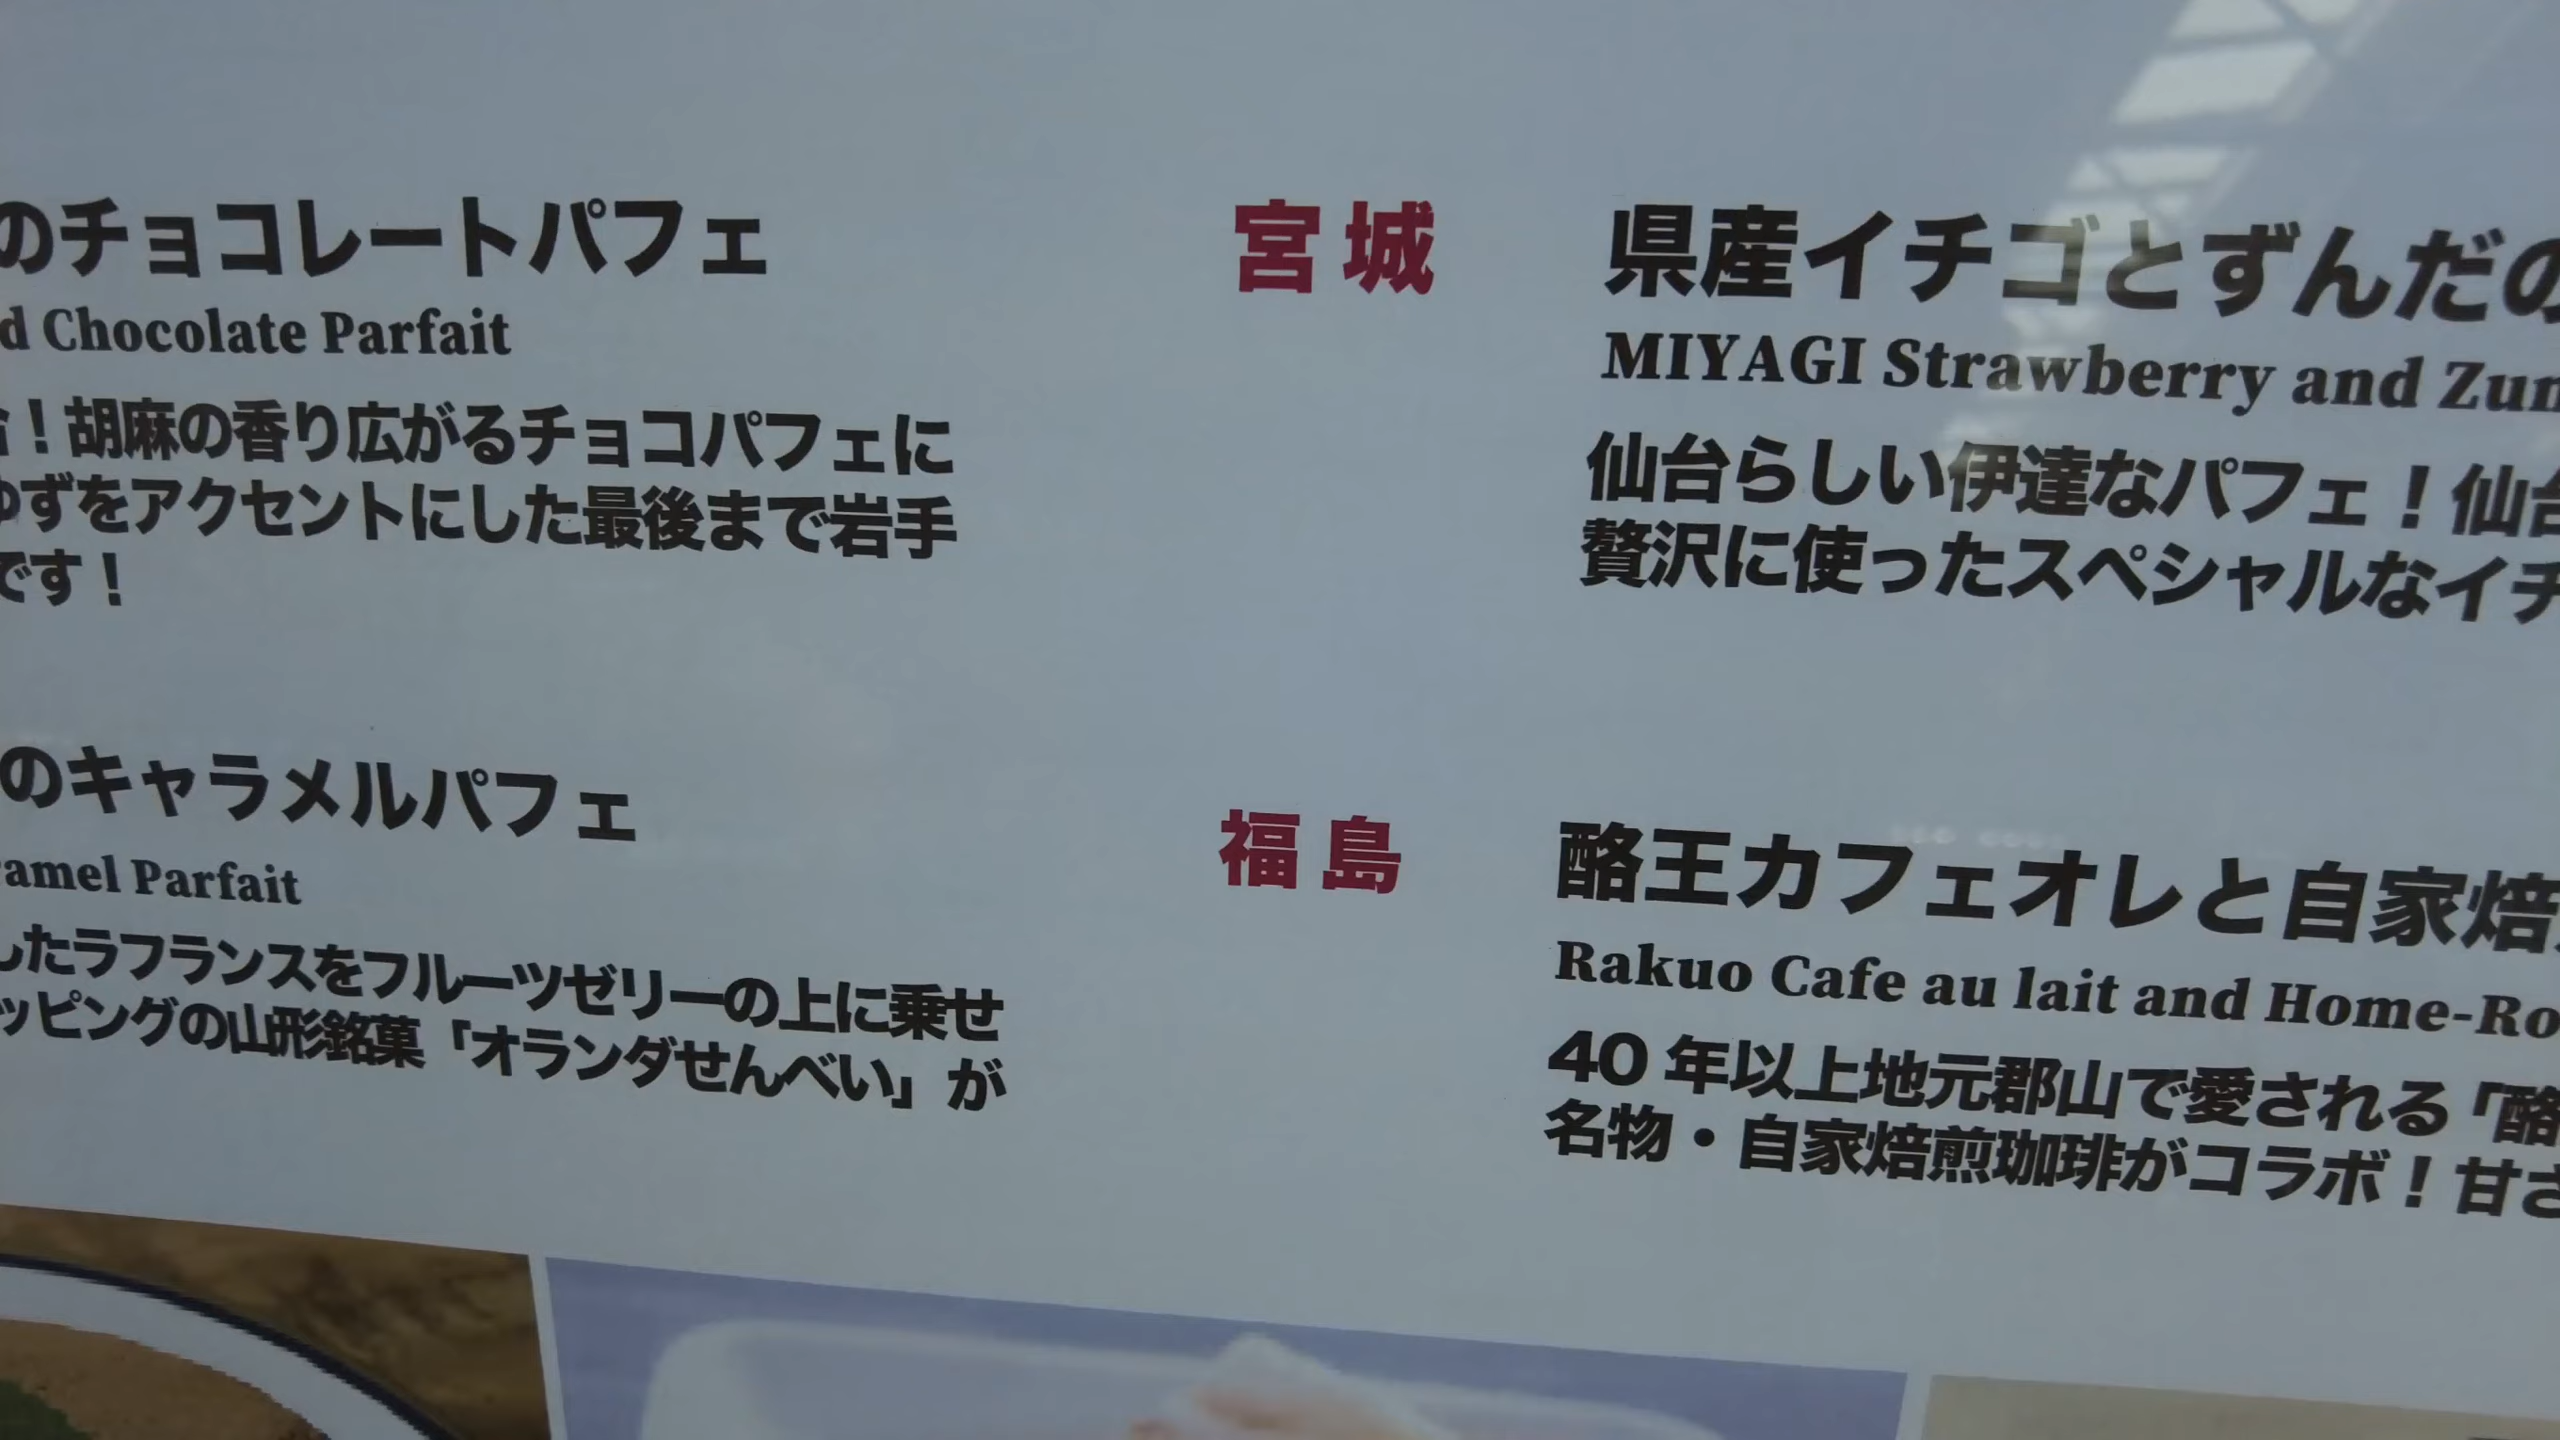 のチョコレートパフェ
Chocolate Parfait
！胡麻の香り広がるチョコパフェに
ゆずをアクセントにした最後まで岩手
です！
のキャラメルパフェ
amel Parfait
したラフランスをフルーツゼリーの上に乗せ
ッピングの山形銘菓「オランダせんべい」が
宮城
県産イチゴとずんだの
MIYAGI Strawberry and Zun
仙台らしい伊達なパフェ！仙台
贅沢に使ったスペシャルなイチ
福島
酪王カフェオレと自家焙
Rakuo Cafe au lait and Home-Ro
40年以上地元郡山で愛される「酪
名物・自家焙煎珈琲がコラボ！甘さ